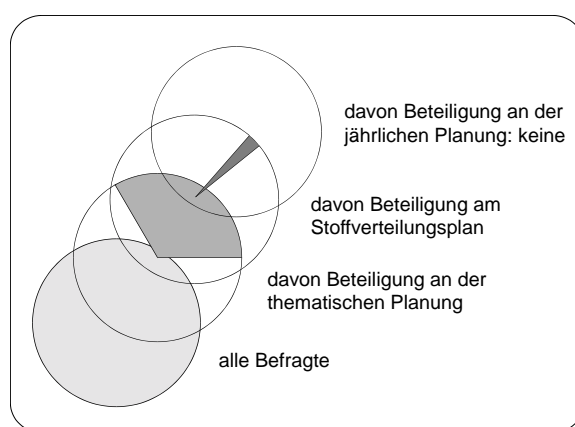 davon Beteiligung an der
jährlichen Planung: keine
davon Beteiligung am
Stoffverteilungsplan
davon Beteiligung an der
thematischen Planung
alle Befragte